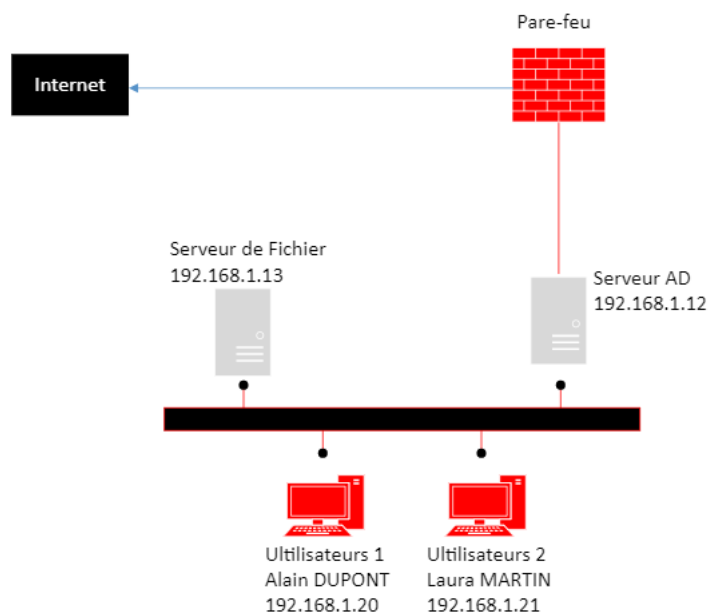 Pare-feu
Internet
Serveur de Fichier
192.168.1.13
Serveur AD
192.168.1.12
Ultilisateurs 1
Alain DUPONT
192.168.1.20
Ultilisateurs 2
Laura MARTIN
192.168.1.21